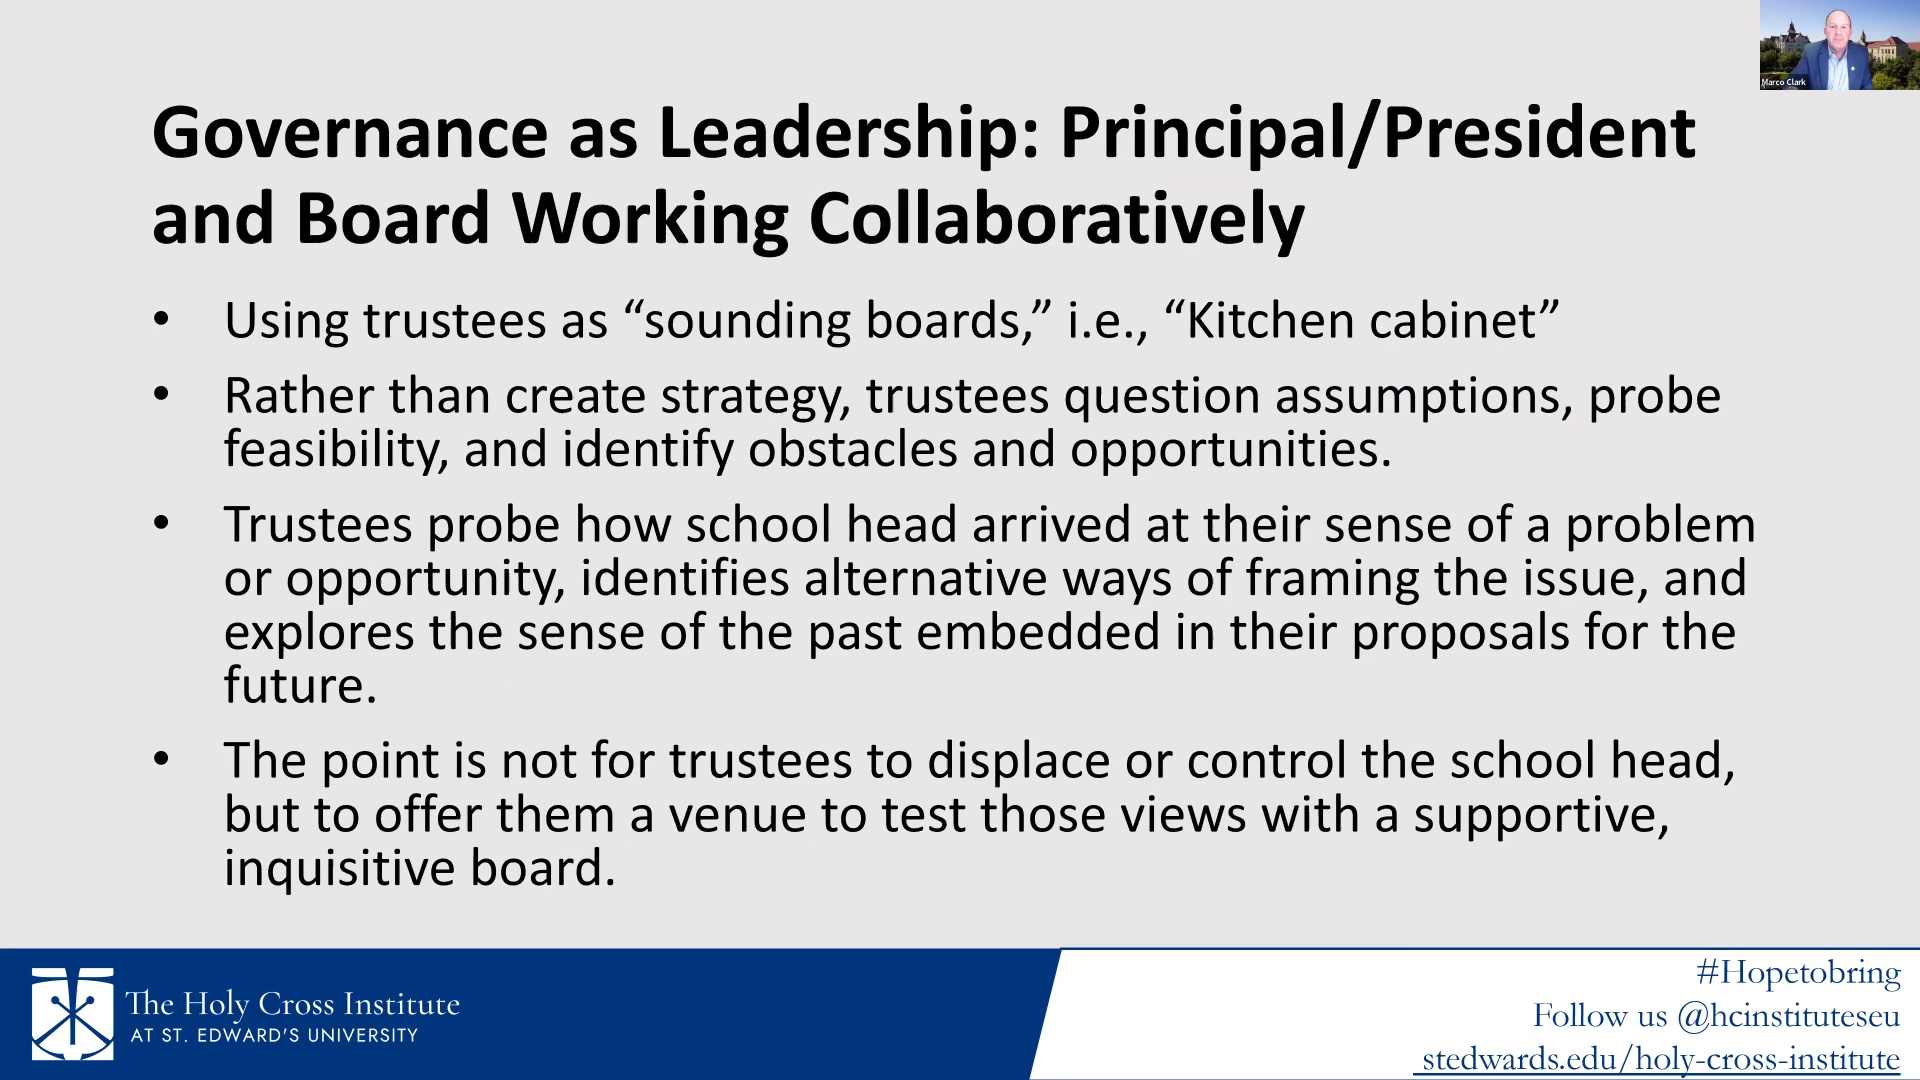 Marco Clark
Governance as Leadership: Principal/President
and Board Working Collaboratively
• Using trustees as “sounding boards,” i.e., “Kitchen cabinet”
• Rather than create strategy, trustees question assumptions, probe
feasibility, and identify obstacles and opportunities.
• Trustees probe how school head arrived at their sense of a problem
or opportunity, identifies alternative ways of framing the issue, and
explores the sense of the past embedded in their proposals for the
future.
• The point is not for trustees to displace or control the school head,
but to offer them a venue to test those views with a supportive,
inquisitive board.
The Holy Cross Institute
AT ST. EDWARD’S UNIVERSITY
#Hopetobring
Follow us @hcinstituteseu
stedwards.edu/holy-cross-institute